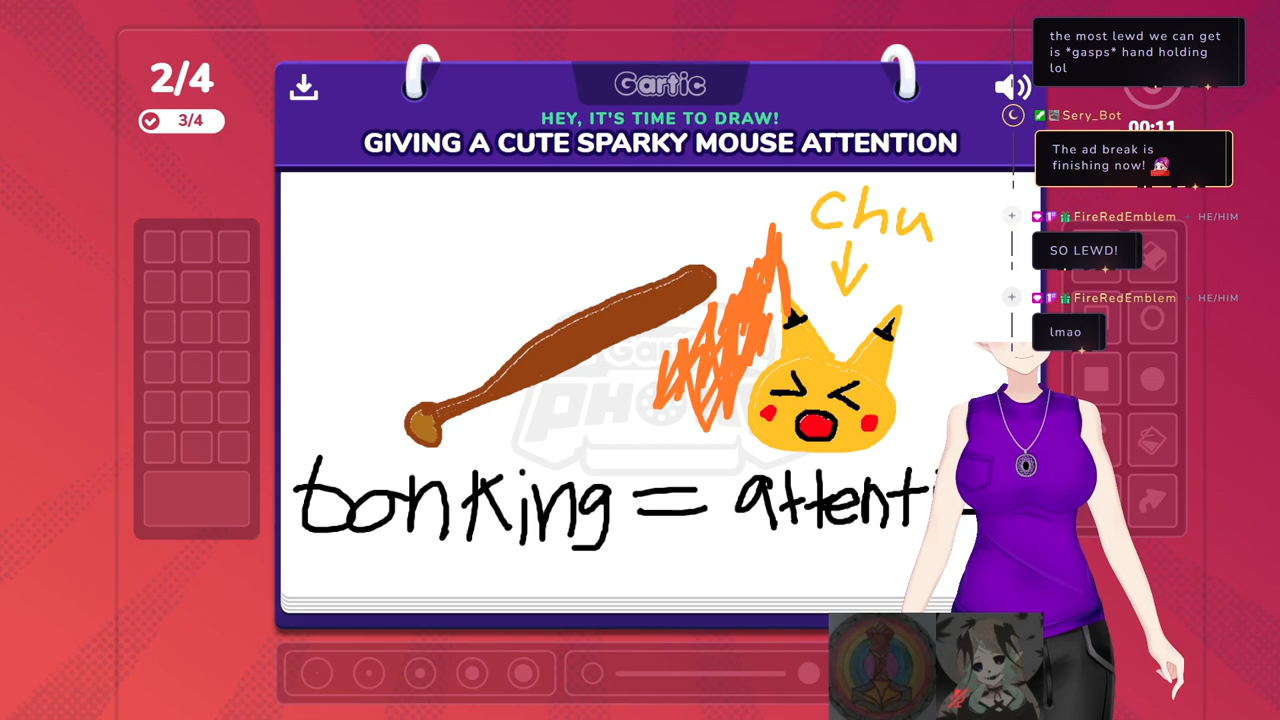 2/4
3/4
Gartic
HEY, IT'S TIME TO DRAW!
GIVING A CUTE SPARKY MOUSE ATTENTION
chu
bonking = attenti
the most lewd we can get
is *gasps* hand holding
lol
Sery_Bot
00:11
The ad break is
finishing now!
FireRedEmblem HE/HIM
SO LEWD!
FireRedEmblem HE/HIM
lmao